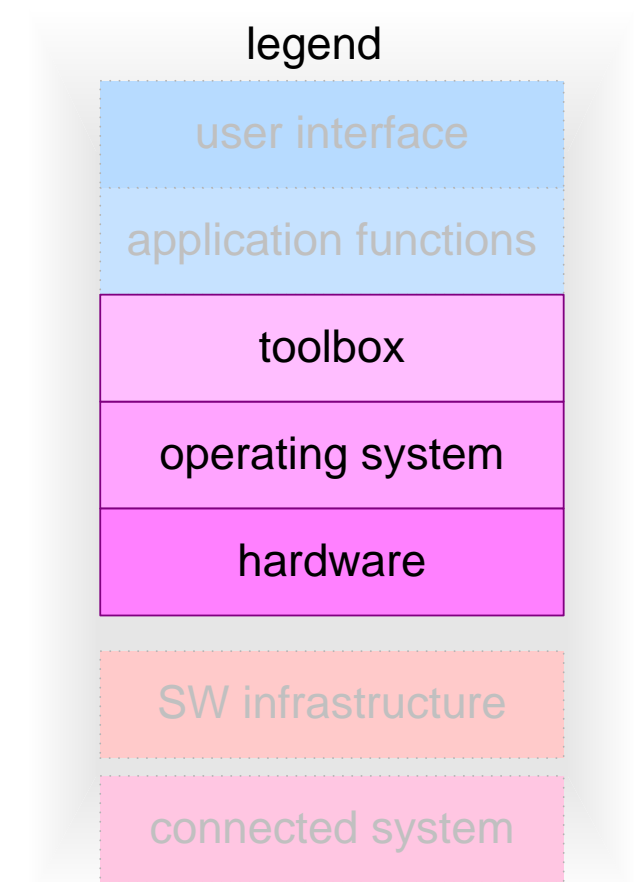 legend
user interface
application functions
toolbox
operating system
hardware
SW infrastructure
connected system